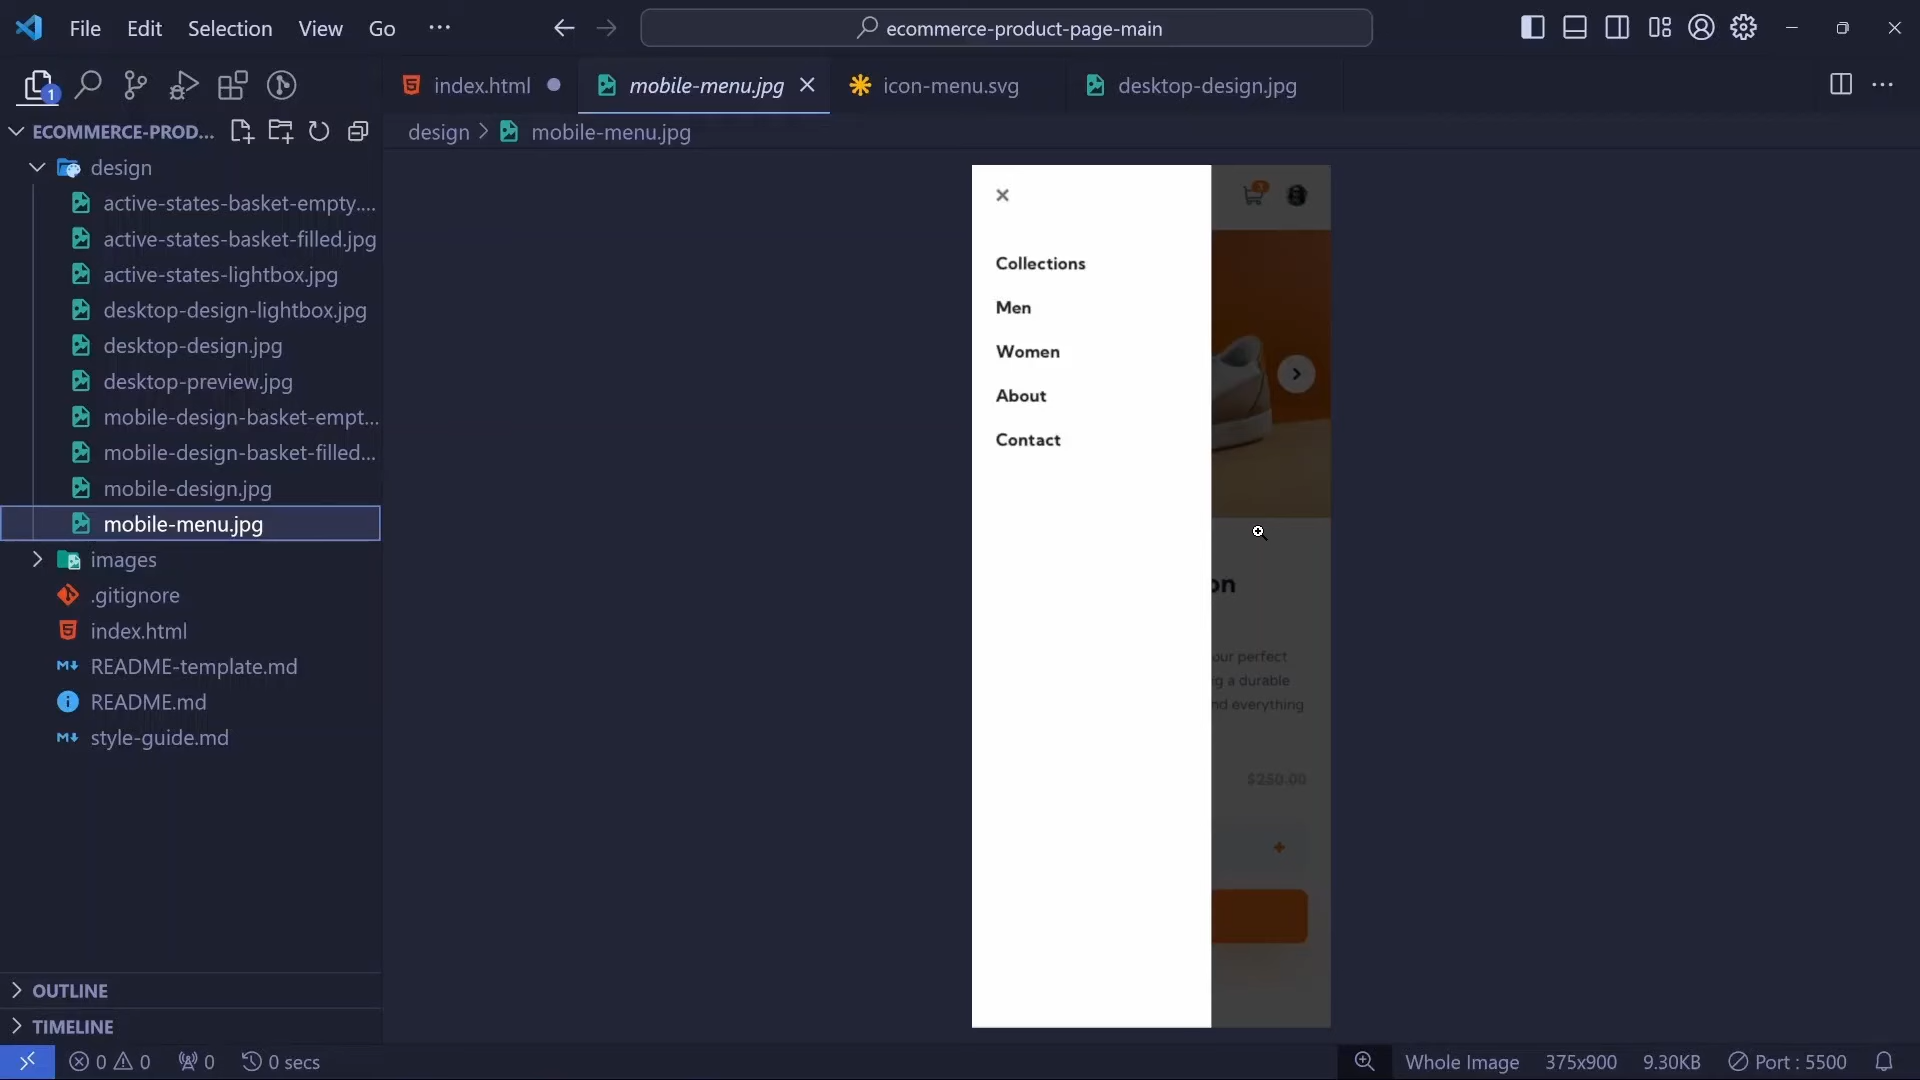 File Edit Selection View Go ···
ecommerce-product-page-main
1
index.html
mobile-menu.jpg
icon-menu.svg
desktop-design.jpg
ECOMMERCE-PROD...
design > mobile-menu.jpg
design
active-states-basket-empty....
active-states-basket-filled.jpg
active-states-lightbox.jpg
desktop-design-lightbox.jpg
desktop-design.jpg
desktop-preview.jpg
mobile-design-basket-empt...
mobile-design-basket-filled...
mobile-design.jpg
mobile-menu.jpg
images
.gitignore
index.html
README-template.md
README.md
style-guide.md
OUTLINE
TIMELINE
3
Collections
Men
Women
About
Contact
on
our perfect
g a durable
nd everything
$250.00
0 0 0 0 secs
Whole Image 375x900 9.30KB Port : 5500